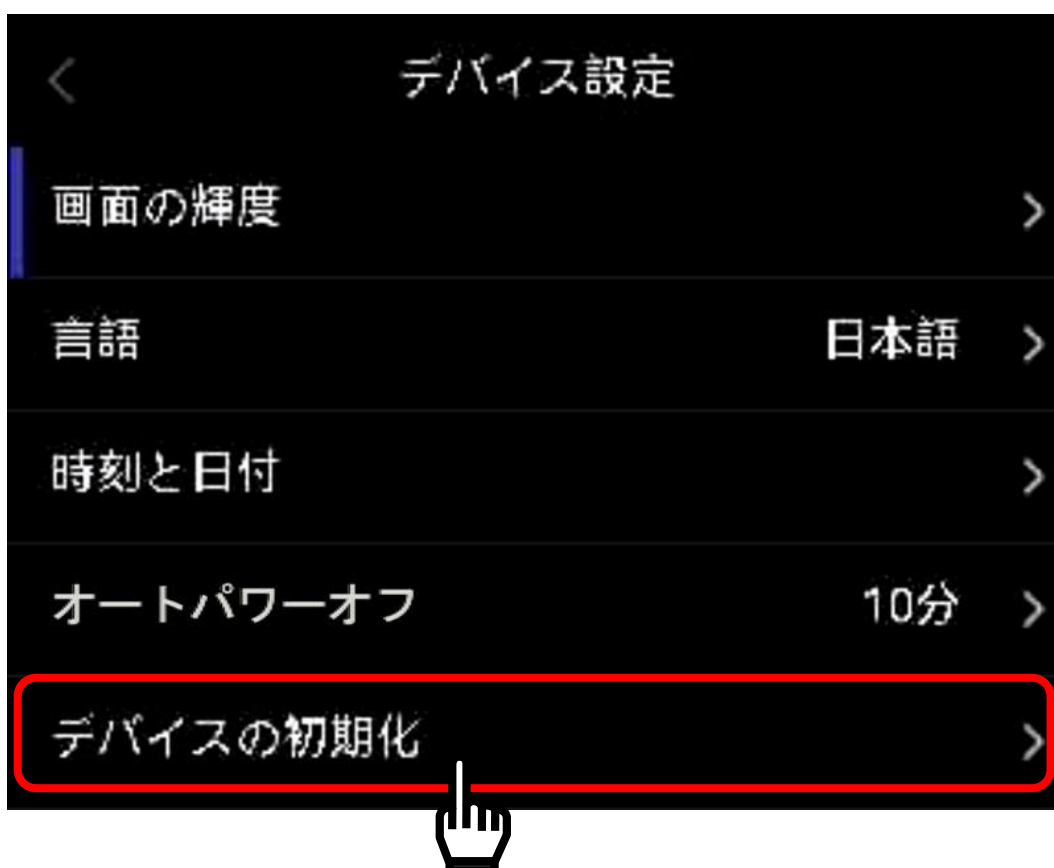 デバイス設定
画面の輝度
言語 日本語
時刻と日付
オートパワーオフ 10分
デバイスの初期化